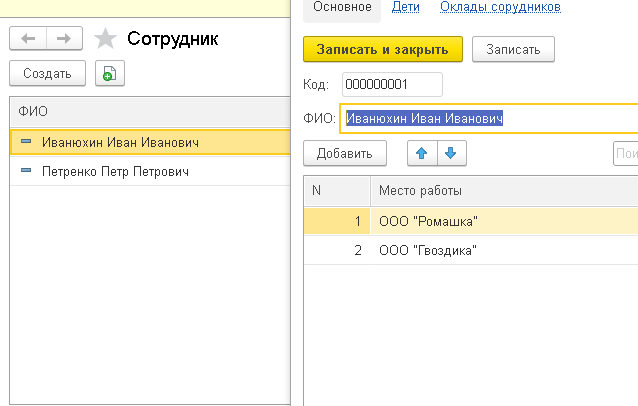 Сотрудник
Создать
ФИО
Иванюхин Иван Иванович
Петренко Петр Петрович
Основное Дети Оклады сорудников
Записать и закрыть Записать
Код: 000000001
ФИО: Иванюхин Иван Иванович
Добавить Пои
N Место работы
1 ООО "Ромашка"
2 ООО "Гвоздика"